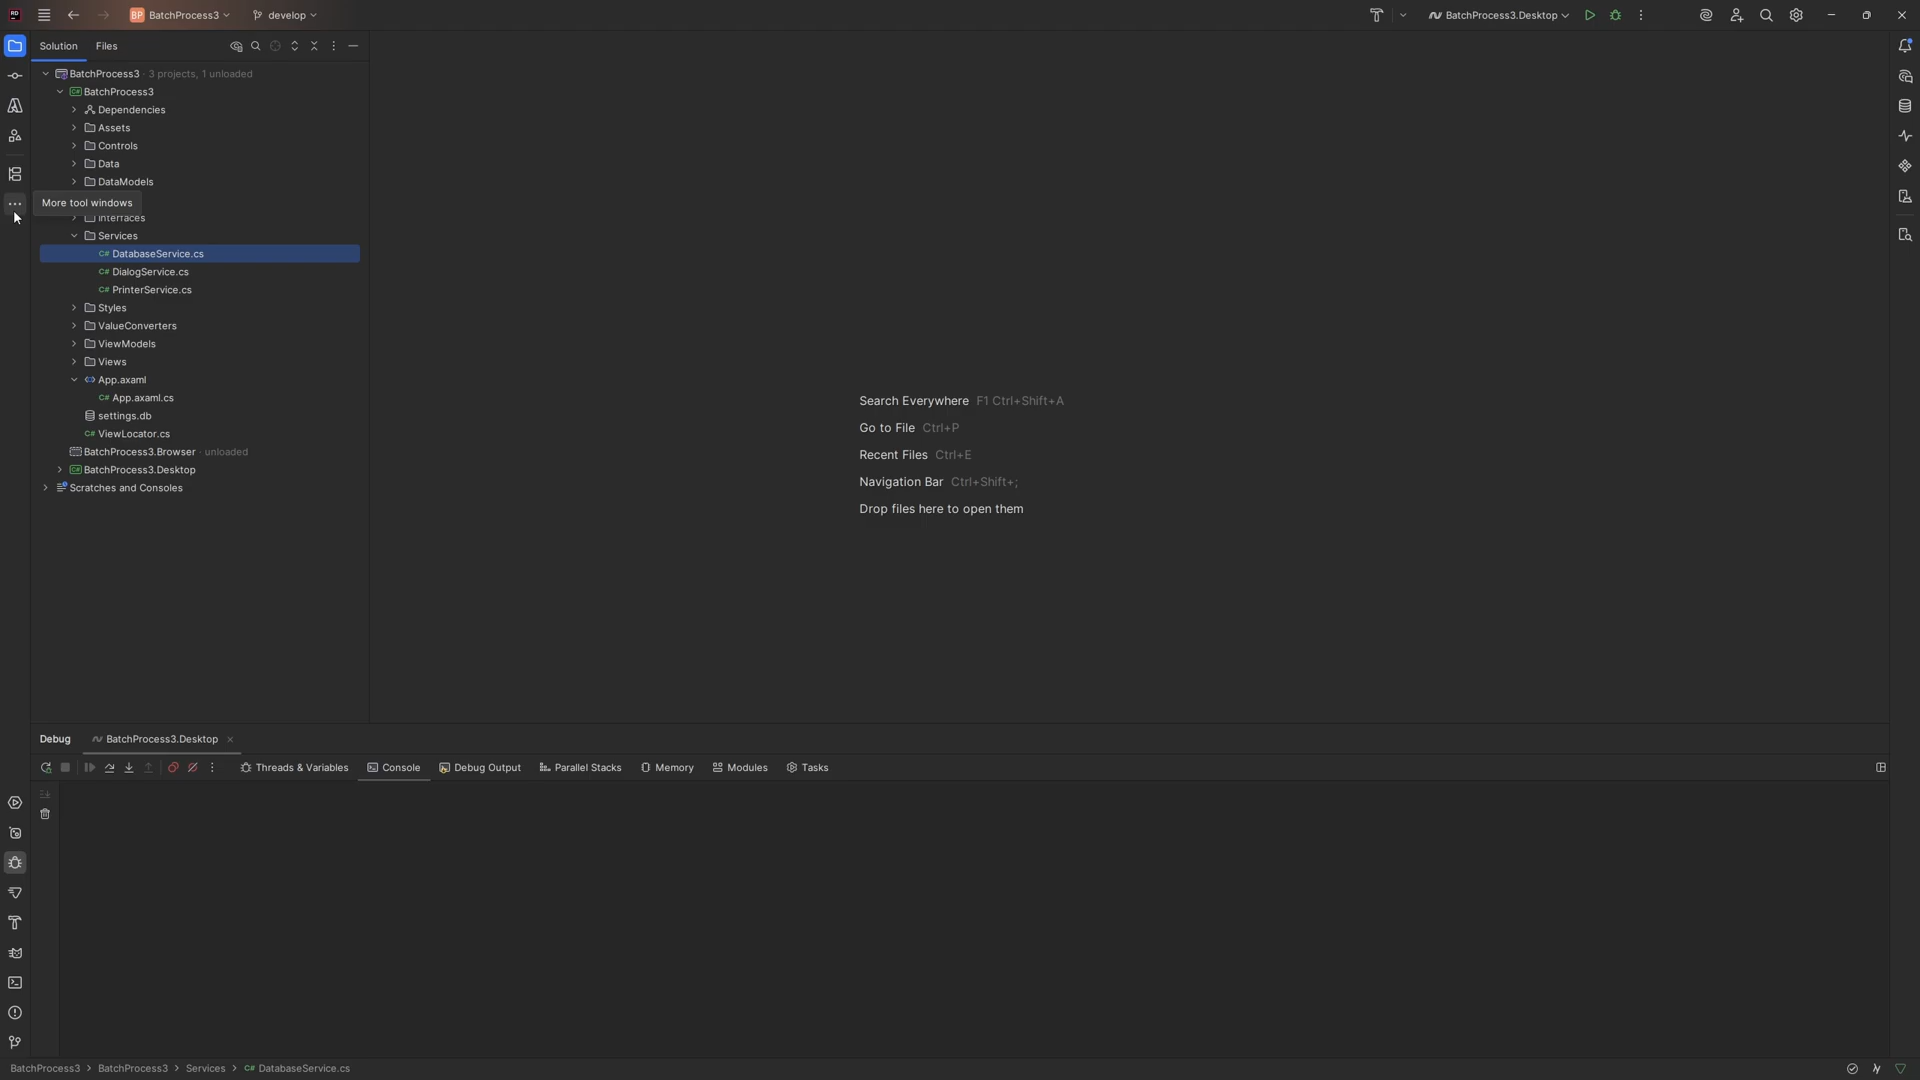 RD
BP BatchProcess3
develop
BatchProcess3.Desktop
Solution
Files
BatchProcess3 · 3 projects, 1 unloaded
C# BatchProcess3
Dependencies
Assets
Controls
Data
DataModels
More tool windows
Interfaces
Services
C# DatabaseService.cs
C# DialogService.cs
C# PrinterService.cs
Styles
ValueConverters
ViewModels
Views
App.axaml
C# App.axaml.cs
settings.db
C# ViewLocator.cs
BatchProcess3.Browser · unloaded
C# BatchProcess3.Desktop
Scratches and Consoles
Search Everywhere F1 Ctrl+Shift+A
Go to File Ctrl+P
Recent Files Ctrl+E
Navigation Bar Ctrl+Shift+;
Drop files here to open them
Debug
BatchProcess3.Desktop
Threads & Variables
Console
Debug Output
Parallel Stacks
Memory
Modules
Tasks
BatchProcess3 > BatchProcess3 > Services > C# DatabaseService.cs